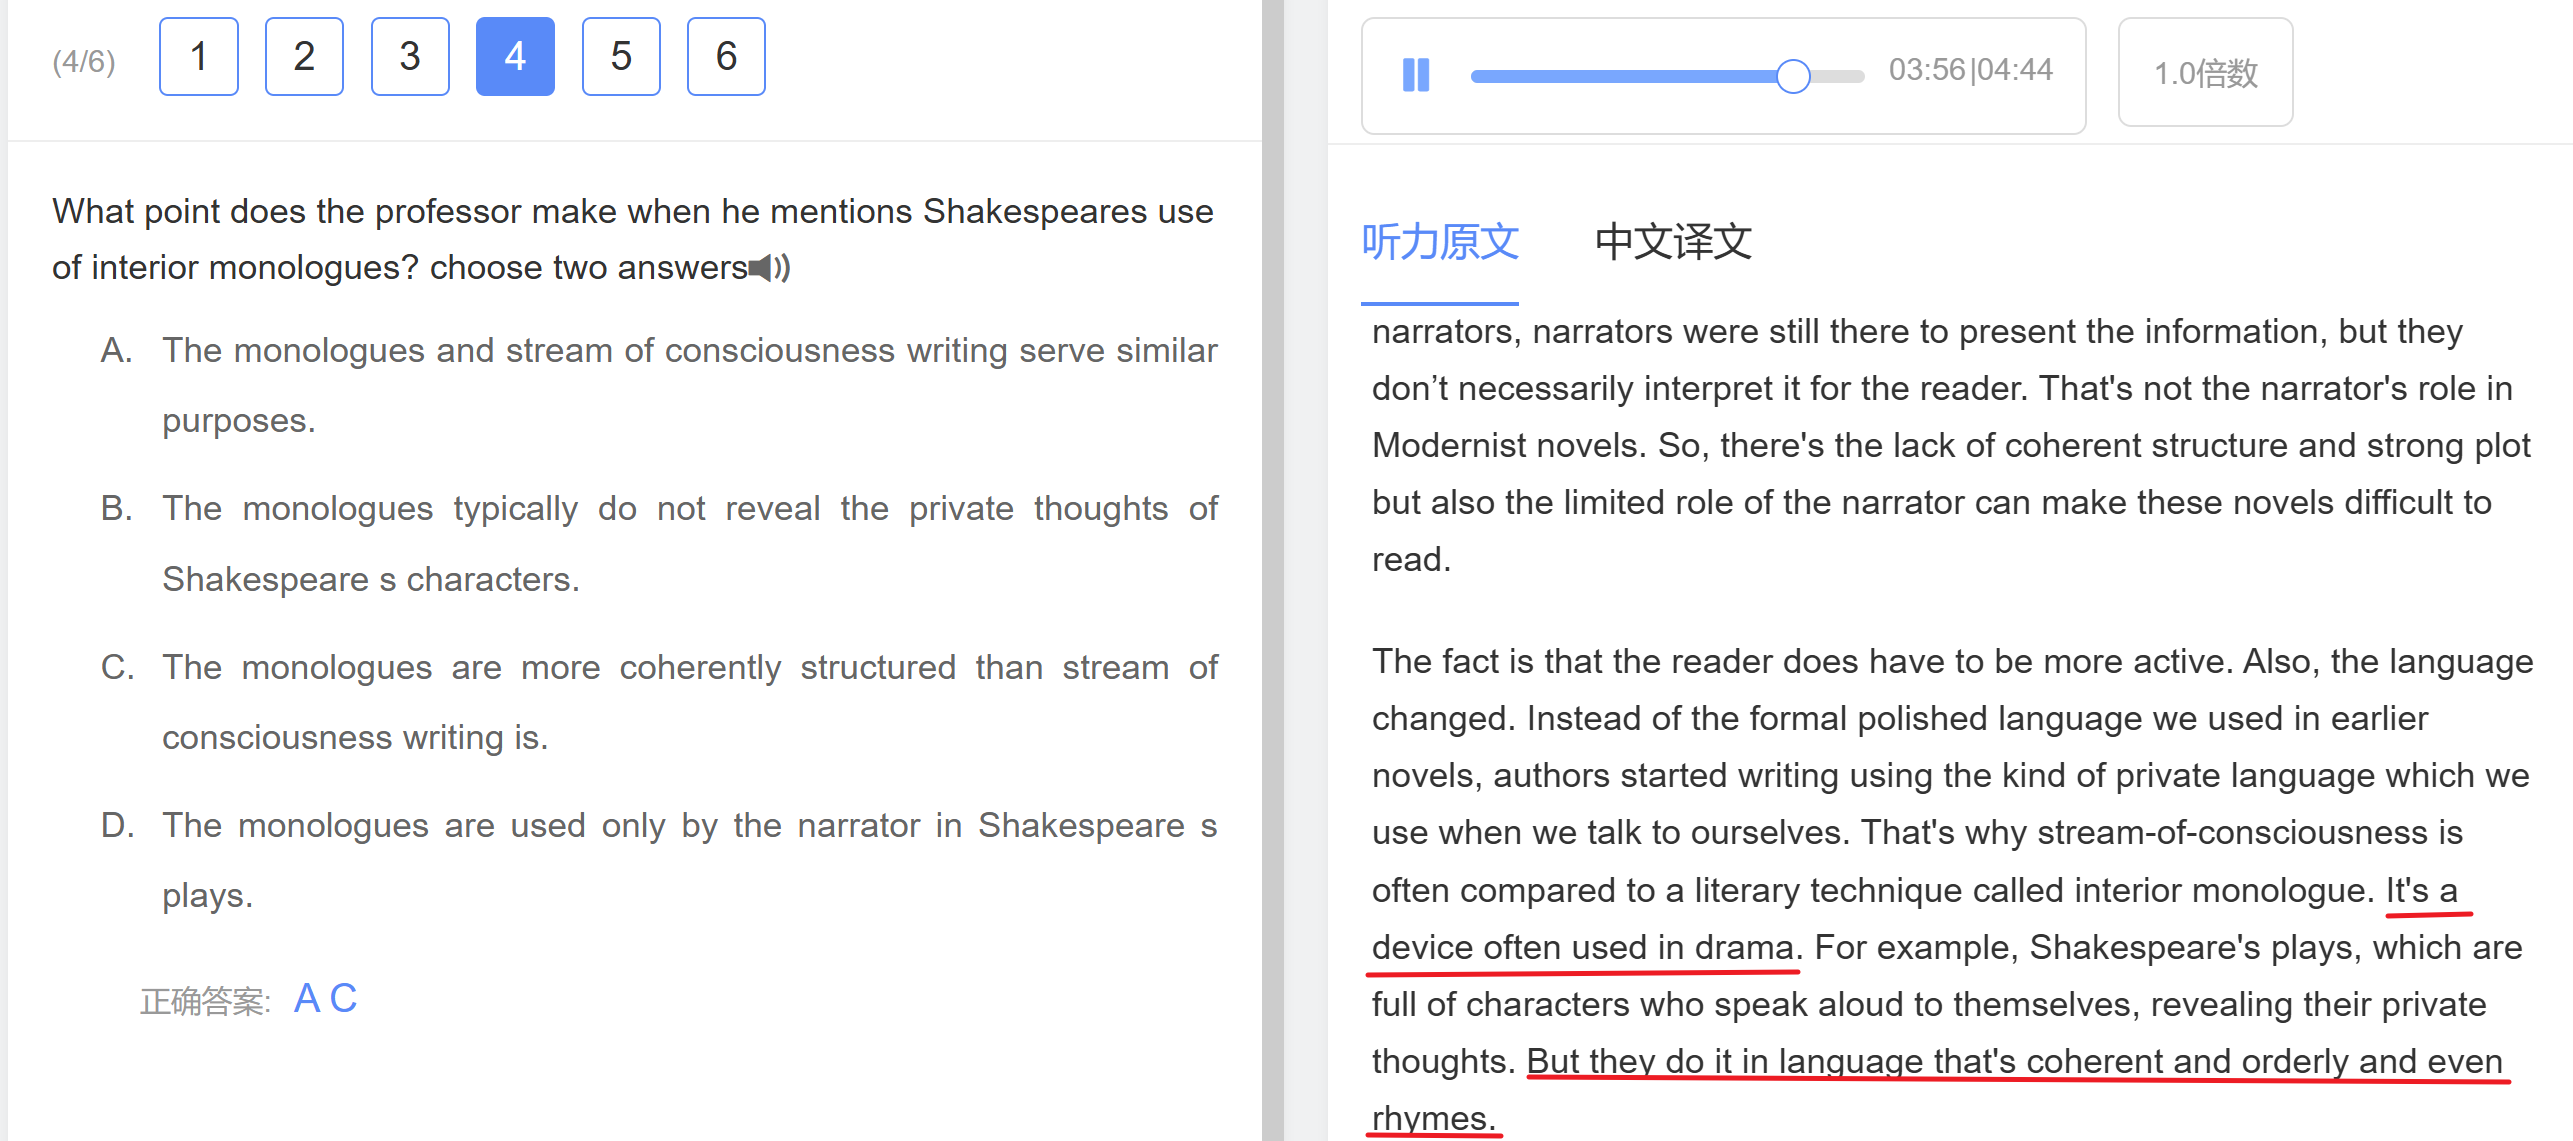 (4/6) 1 2 3 4 5 6
What point does the professor make when he mentions Shakespeares use
of interior monologues? choose two answers
A. The monologues and stream of consciousness writing serve similar
purposes.
B. The monologues typically do not reveal the private thoughts of
Shakespeare s characters.
C. The monologues are more coherently structured than stream of
consciousness writing is.
D. The monologues are used only by the narrator in Shakespeare s
plays.
正确答案: A C
03:56|04:44 1.0倍数
听力原文 中文译文
narrators, narrators were still there to present the information, but they
don’t necessarily interpret it for the reader. That's not the narrator's role in
Modernist novels. So, there's the lack of coherent structure and strong plot
but also the limited role of the narrator can make these novels difficult to
read.
The fact is that the reader does have to be more active. Also, the language
changed. Instead of the formal polished language we used in earlier
novels, authors started writing using the kind of private language which we
use when we talk to ourselves. That's why stream-of-consciousness is
often compared to a literary technique called interior monologue. It's a
device often used in drama. For example, Shakespeare's plays, which are
full of characters who speak aloud to themselves, revealing their private
thoughts. But they do it in language that's coherent and orderly and even
rhymes.